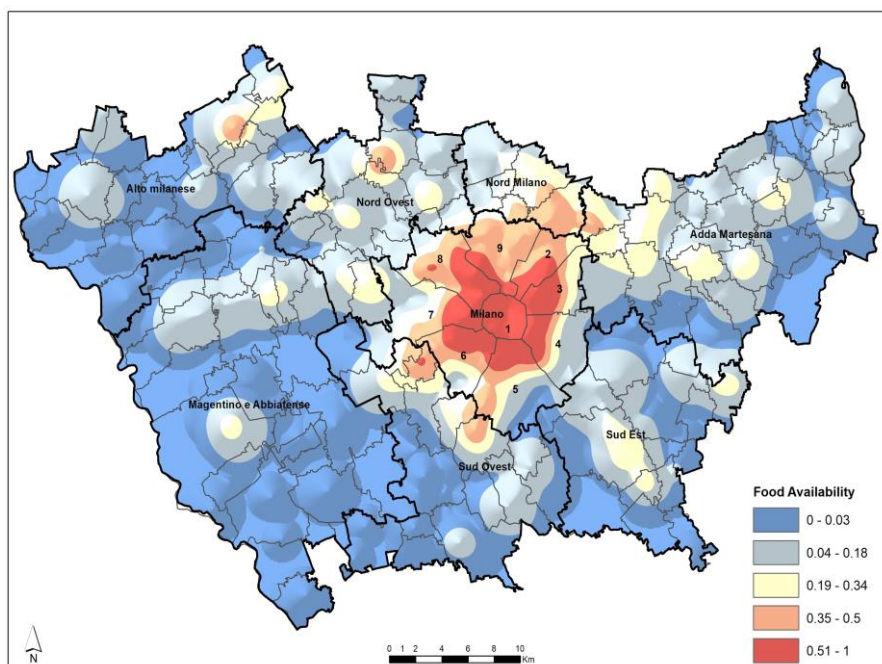 Alto milanese
Nord Ovest
Nord Milano
Adda Martesana
9
2
8
3
7
Milano
1
4
6
5
Magentino e Abbiatense
Sud Est
Sud Ovest
Food Availability
0 - 0.03
0.04 - 0.18
0.19 - 0.34
0.35 - 0.5
0.51 - 1
N
0 1 2 4 6 8 10
Km